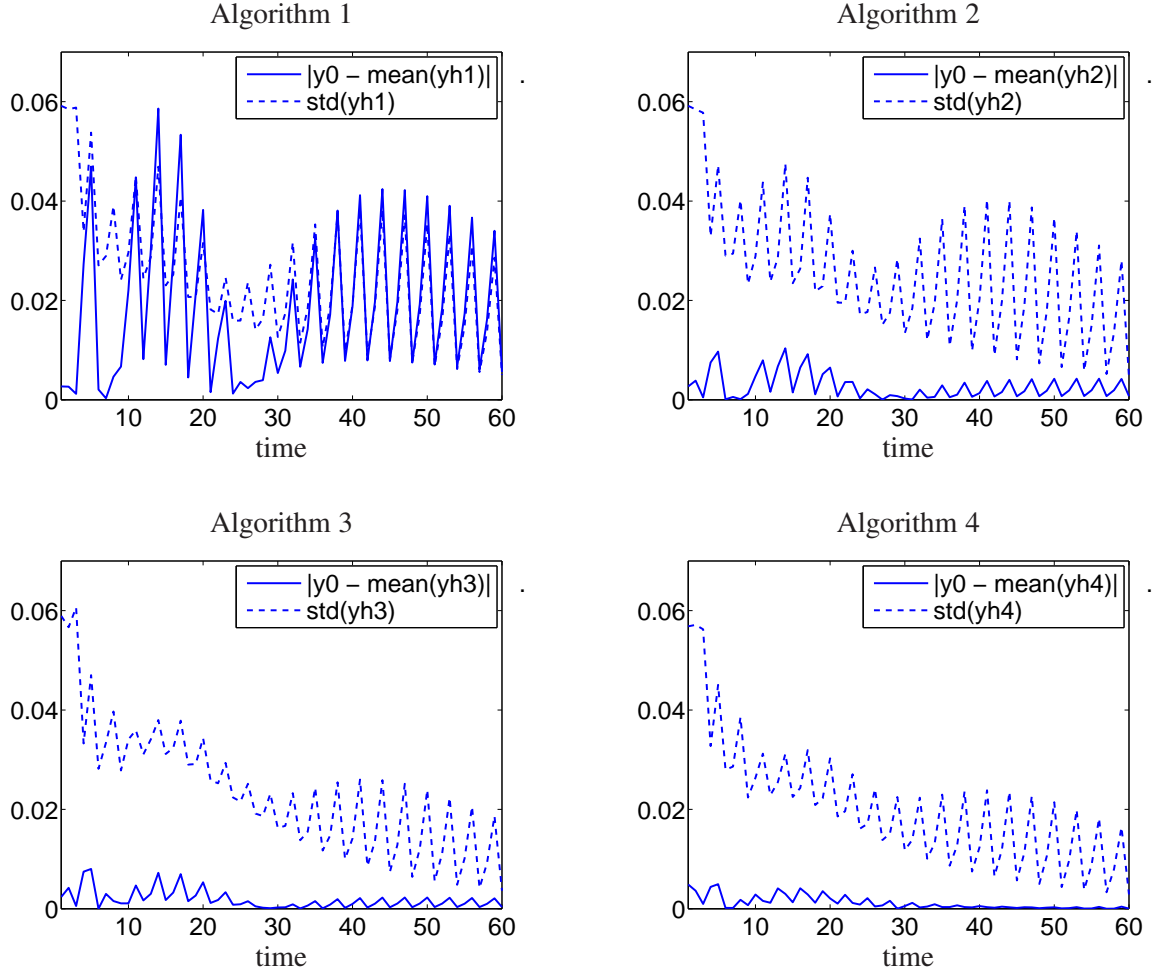 Algorithm 1
|y0 − mean(yh1)|
std(yh1)
.
0.06
0.04
0.02
0
10 20 30 40 50 60
time
Algorithm 2
|y0 − mean(yh2)|
std(yh2)
.
0.06
0.04
0.02
0
10 20 30 40 50 60
time
Algorithm 3
|y0 − mean(yh3)|
std(yh3)
.
0.06
0.04
0.02
0
10 20 30 40 50 60
time
Algorithm 4
|y0 − mean(yh4)|
std(yh4)
.
0.06
0.04
0.02
0
10 20 30 40 50 60
time